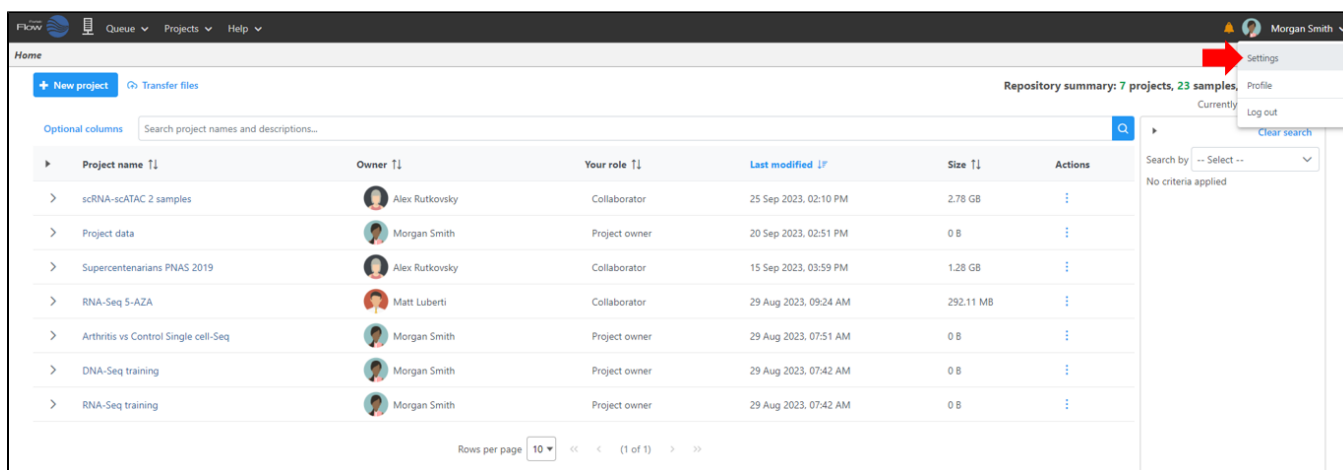 Partek
Flow Queue Projects Help Morgan Smith
Home
Settings
Profile
Log out
+ New project Transfer files
Repository summary: 7 projects, 23 samples,
Currently
Optional columns Search project names and descriptions...
Clear search
Search by -- Select --
No criteria applied
Project name Owner Your role Last modified Size Actions
scRNA-scATAC 2 samples Alex Rutkovsky Collaborator 25 Sep 2023, 02:10 PM 2.78 GB
Project data Morgan Smith Project owner 20 Sep 2023, 02:51 PM 0 B
Supercentenarians PNAS 2019 Alex Rutkovsky Collaborator 15 Sep 2023, 03:59 PM 1.28 GB
RNA-Seq 5-AZA Matt Luberti Collaborator 29 Aug 2023, 09:24 AM 292.11 MB
Arthritis vs Control Single cell-Seq Morgan Smith Project owner 29 Aug 2023, 07:51 AM 0 B
DNA-Seq training Morgan Smith Project owner 29 Aug 2023, 07:42 AM 0 B
RNA-Seq training Morgan Smith Project owner 29 Aug 2023, 07:42 AM 0 B
Rows per page 10 << < (1 of 1) > >>